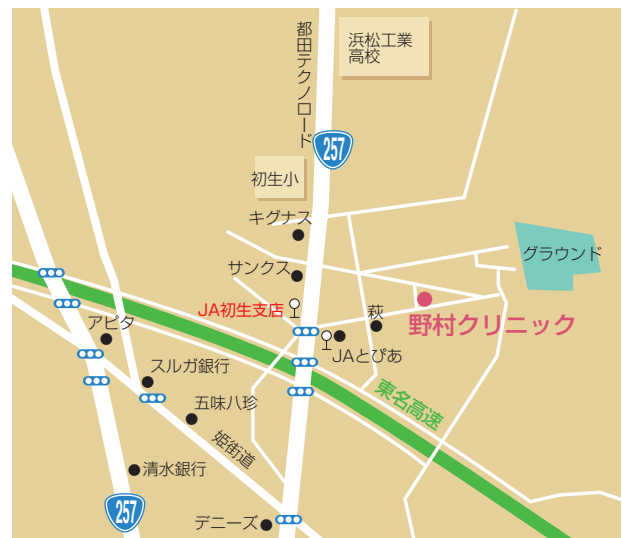 都田テクノロード
浜松工業
高校
257
初生小
キグナス
グラウンド
サンクス
JA初生支店
萩
野村クリニック
アピタ
JAとぴあ
スルガ銀行
東名高速
五味八珍
姫街道
清水銀行
257
デニーズ